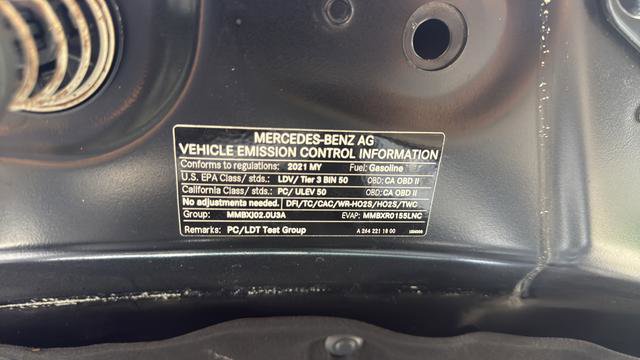 MERCEDES-BENZ AG
VEHICLE EMISSION CONTROL INFORMATION
Conforms to regulations: 2021 MY Fuel: Gasoline
U.S. EPA Class/ stds.: LDV/ Tier 3 BIN 50 OBD: CA OBD II
California Class/ stds.: PC/ ULEV 50 OBD: CA OBD II
No adjustments needed. DFI/TC/CAC/WR-HO2S/HO2S/TWC
Group: MMBXJ02.0U3A EVAP: MMBXR0155LNC
Remarks: PC/LDT Test Group A 264 221 18 00